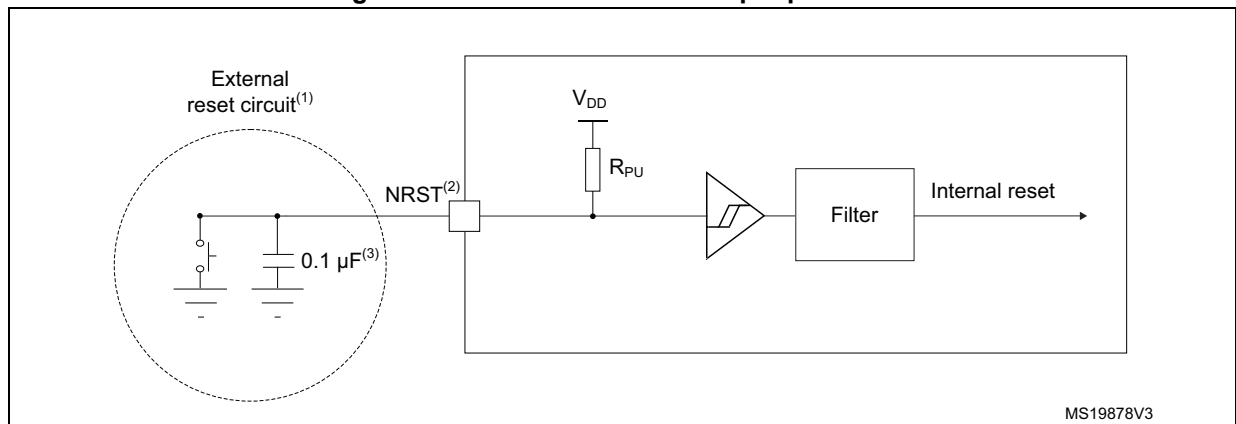 External
reset circuit(1)
VDD
RPU
NRST(2)
0.1 µF(3)
Filter
Internal reset
MS19878V3